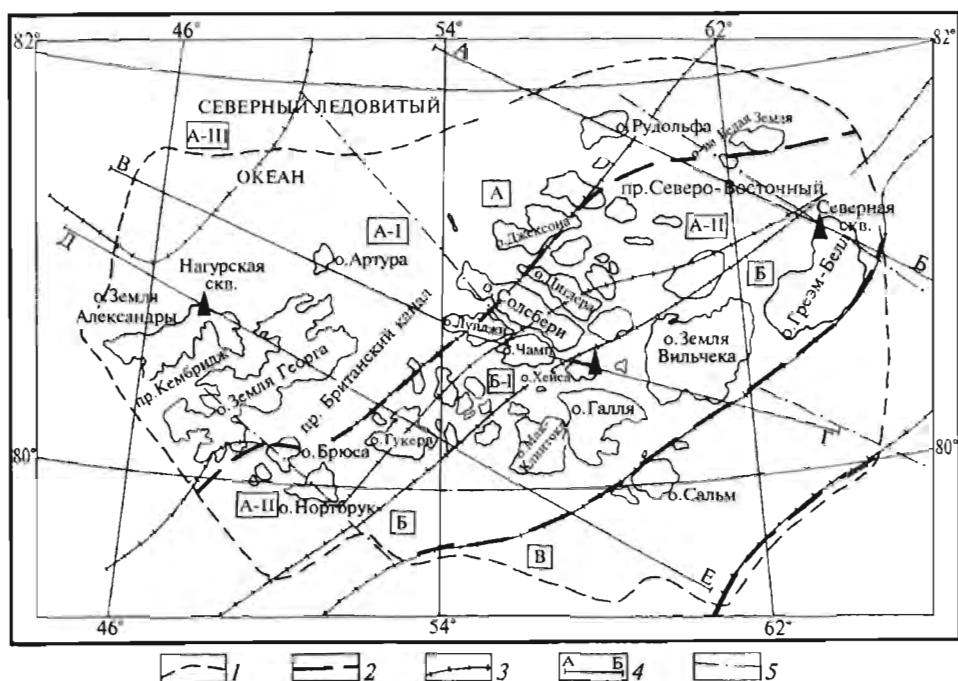 46°
54°
62°
82°
82°
А
СЕВЕРНЫЙ ЛЕДОВИТЫЙ
А-III
о.Рудольфа
о-ва Белая Земля
В
ОКЕАН
А
пр.Северо-Восточный
Северная
скв.
Д
А-I
о.Джексона
А-II
о.Артура
Нагурская
скв.
Б
Б
о.Земля
Александры
о.Циглера
о.Греэм-Белл
о.
Солсбери
о.Луиджи
о.Чамп
о.Земля
Вильчека
пр.Кембридж
о.Земля Георга
пр. Британский канал
Б-I
о.Хейса
о.Галля
Г
о.Мак-
Клинтока
о.Гукера
о.Брюса
80°
80°
А-II
о.Нортбрук
о.Сальм
Б
В
Е
46°
54°
62°
1
2
3
А Б
4
5